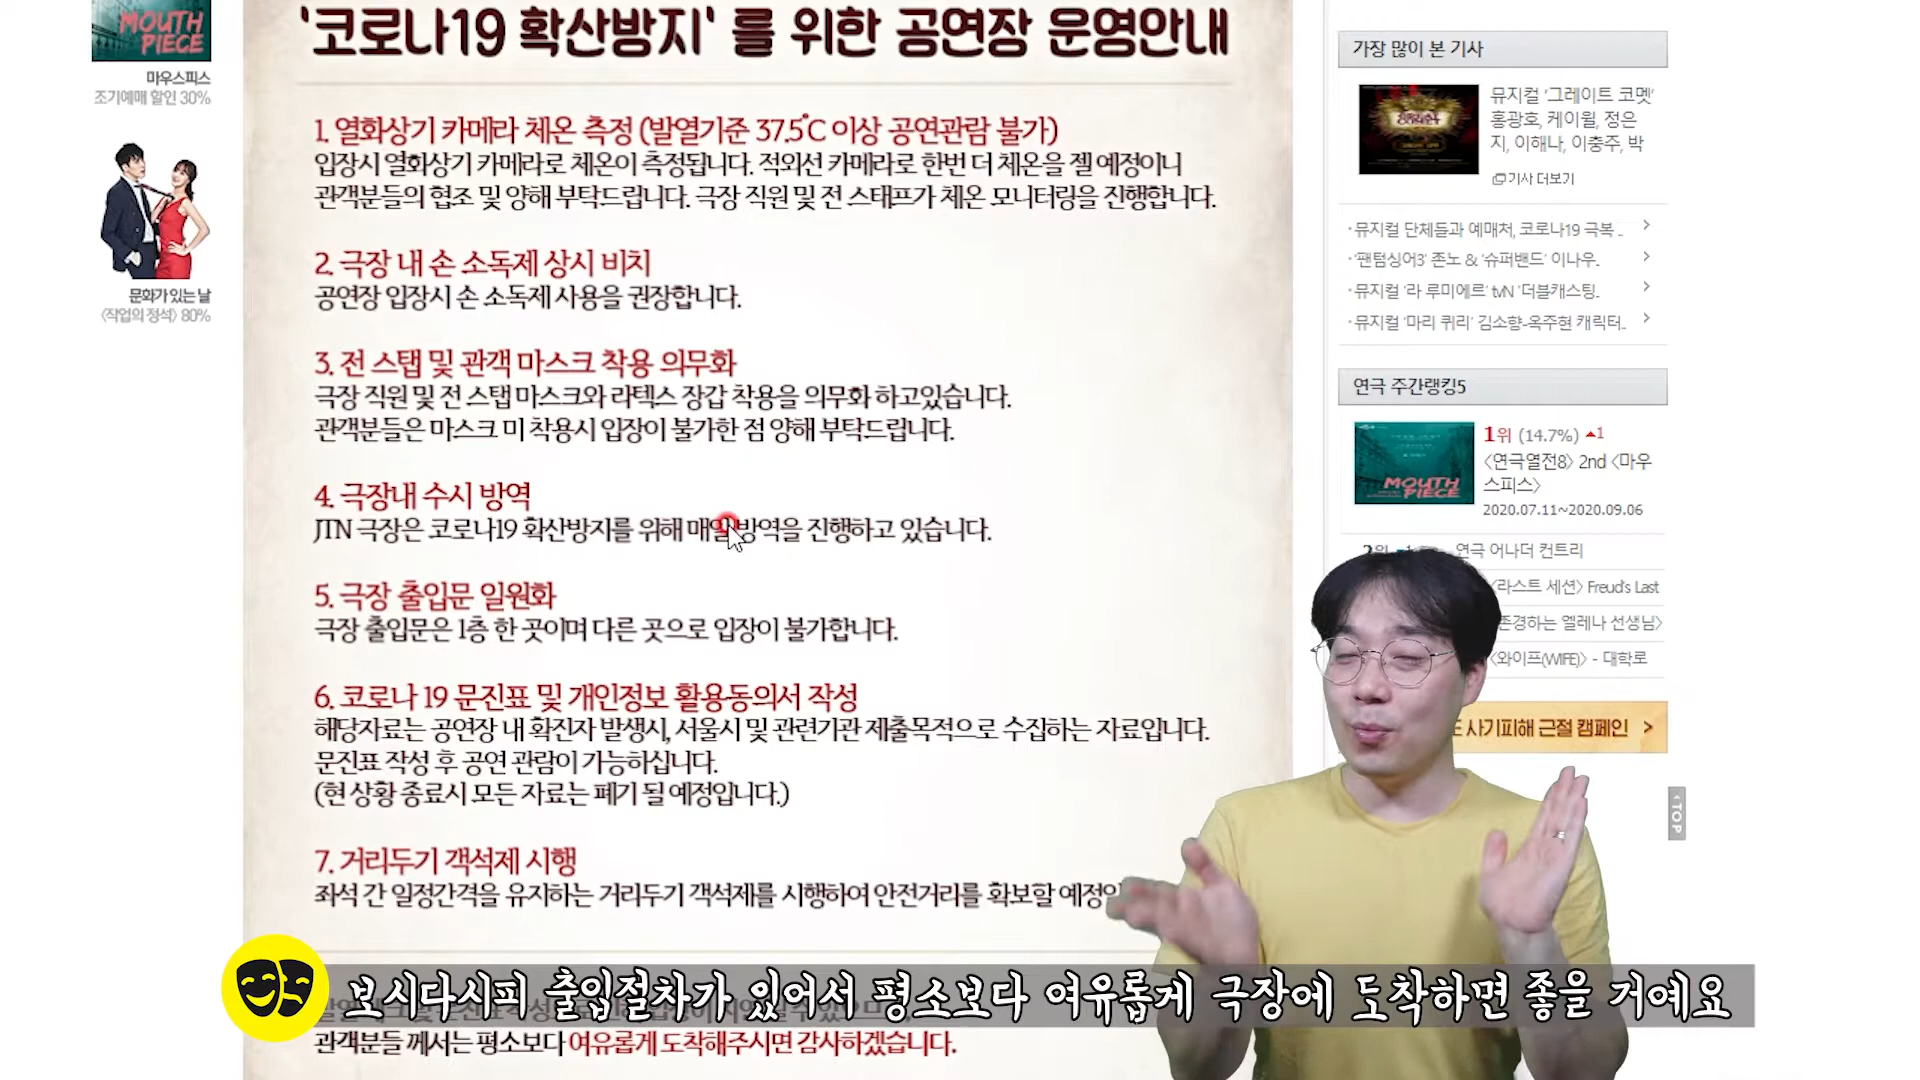 MOUTH
PIECE
마우스피스
조기예매 할인 30%
문화가 있는 날
<작업의 정석> 80%
'코로나19 확산방지' 를 위한 공연장 운영안내
1. 열화상기 카메라 체온 측정 (발열기준 37.5℃ 이상 공연관람 불가)
입장시 열화상기 카메라로 체온이 측정됩니다. 적외선 카메라로 한번 더 체온을 젤 예정이니
관객분들의 협조 및 양해 부탁드립니다. 극장 직원 및 전 스태프가 체온 모니터링을 진행합니다.
2. 극장 내 손 소독제 상시 비치
공연장 입장시 손 소독제 사용을 권장합니다.
3. 전 스탭 및 관객 마스크 착용 의무화
극장 직원 및 전 스탭 마스크와 라텍스 장갑 착용을 의무화 하고있습니다.
관객분들은 마스크 미 착용시 입장이 불가한 점 양해 부탁드립니다.
4. 극장내 수시 방역
JTN 극장은 코로나19 확산방지를 위해 매일 방역을 진행하고 있습니다.
5. 극장 출입문 일원화
극장 출입문은 1층 한 곳이며 다른 곳으로 입장이 불가합니다.
6. 코로나 19 문진표 및 개인정보 활용동의서 작성
해당자료는 공연장 내 확진자 발생시, 서울시 및 관련기관 제출목적으로 수집하는 자료입니다.
문진표 작성 후 공연 관람이 가능하십니다.
(현 상황 종료시 모든 자료는 폐기 될 예정입니다.)
7. 거리두기 객석제 시행
좌석 간 일정간격을 유지하는 거리두기 객석제를 시행하여 안전거리를 확보할 예정입
보시다시피 출입절차가 있어서 평소보다 여유롭게 극장에 도착하면 좋을 거예요
관객분들 께서는 평소보다 여유롭게 도착해주시면 감사하겠습니다.
가장 많이 본 기사
뮤지컬 '그레이트 코멧'
홍광호, 케이윌, 정은
지, 이해나, 이충주, 박
기사 더보기
·뮤지컬 단체들과 예매처, 코로나19 극복 ..
·'팬텀싱어3' 존노 & '슈퍼밴드' 이나우..
·뮤지컬 '라 루미에르' tvN '더블캐스팅..
·뮤지컬 '마리 퀴리' 김소향-옥주현 캐릭터..
연극 주간랭킹5
MOUTH
PIECE
1위 (14.7%) 1
<연극열전8> 2nd <마우
스피스>
2020.07.11~2020.09.06
2위 1 연극 어나더 컨트리
<라스트 세션> Freud's Last
존경하는 엘레나 선생님>
<와이프(WIFE)> - 대학로
사기피해 근절 캠페인 >
TOP